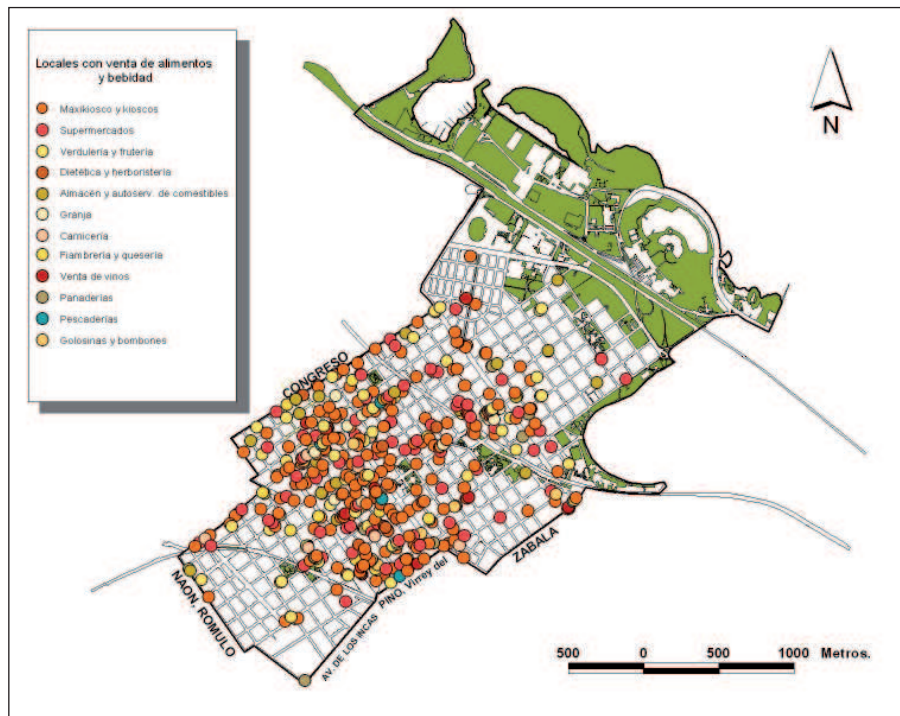 Locales con venta de alimentos
y bebidad
Maxikiosco y kioscos
Supermercados
Verdulería y frutería
Dietética y herboristería
Almacén y autoserv. de comestibles
Granja
Carnicería
Fiambrería y quesería
Venta de vinos
Panaderías
Pescaderías
Golosinas y bombones
N
CONGRESO
ZABALA
PINO, Virrey del
NAON, ROMULO
AV. DE LOS INCAS
500 0 500 1000 Metros.